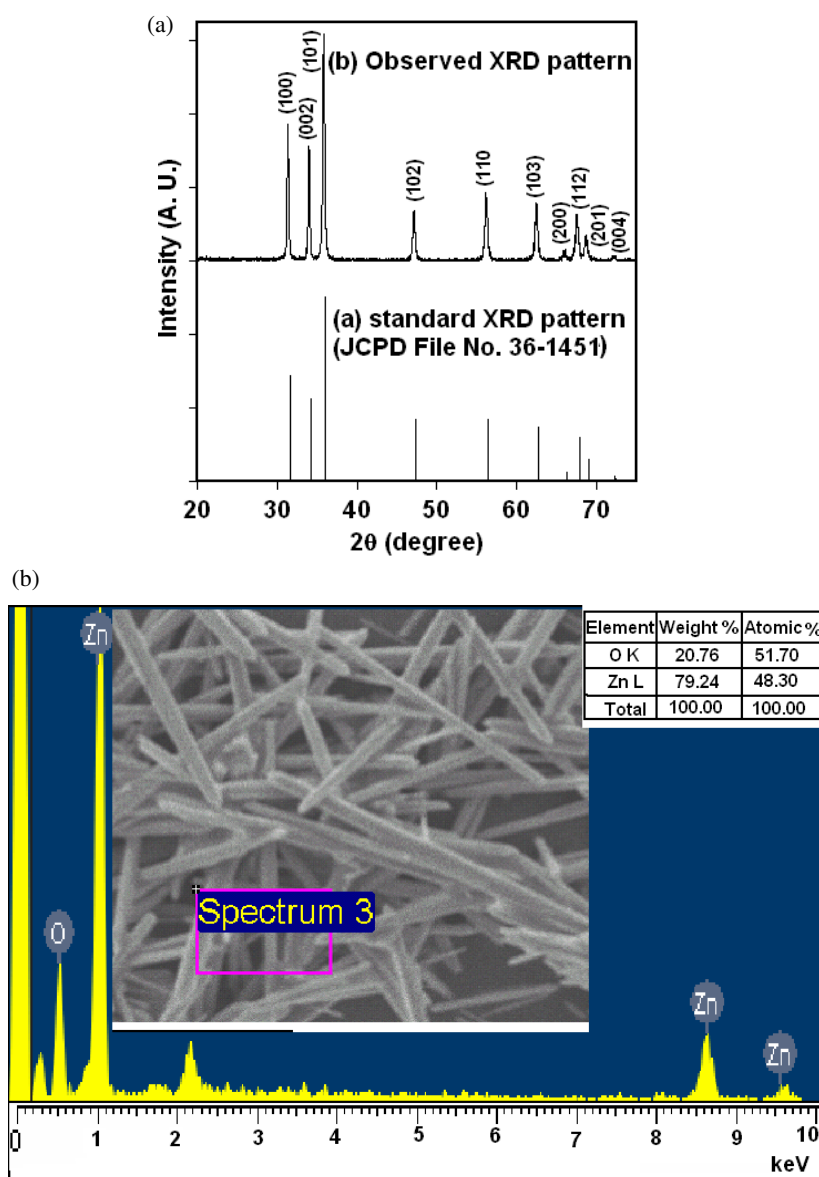 (a)
(b) Observed XRD pattern
(100)
(002)
(101)
(102)
(110
(103)
(200)
(112)
(201)
(004)
Intensity (A. U.)
(a) standard XRD pattern
(JCPD File No. 36-1451)
20 30 40 50 60 70
2θ (degree)
(b)
Zn
O
Spectrum 3
Element Weight % Atomic %
O K 20.76 51.70
Zn L 79.24 48.30
Total 100.00 100.00
Zn
Zn
0 1 2 3 4 5 6 7 8 9 10
keV